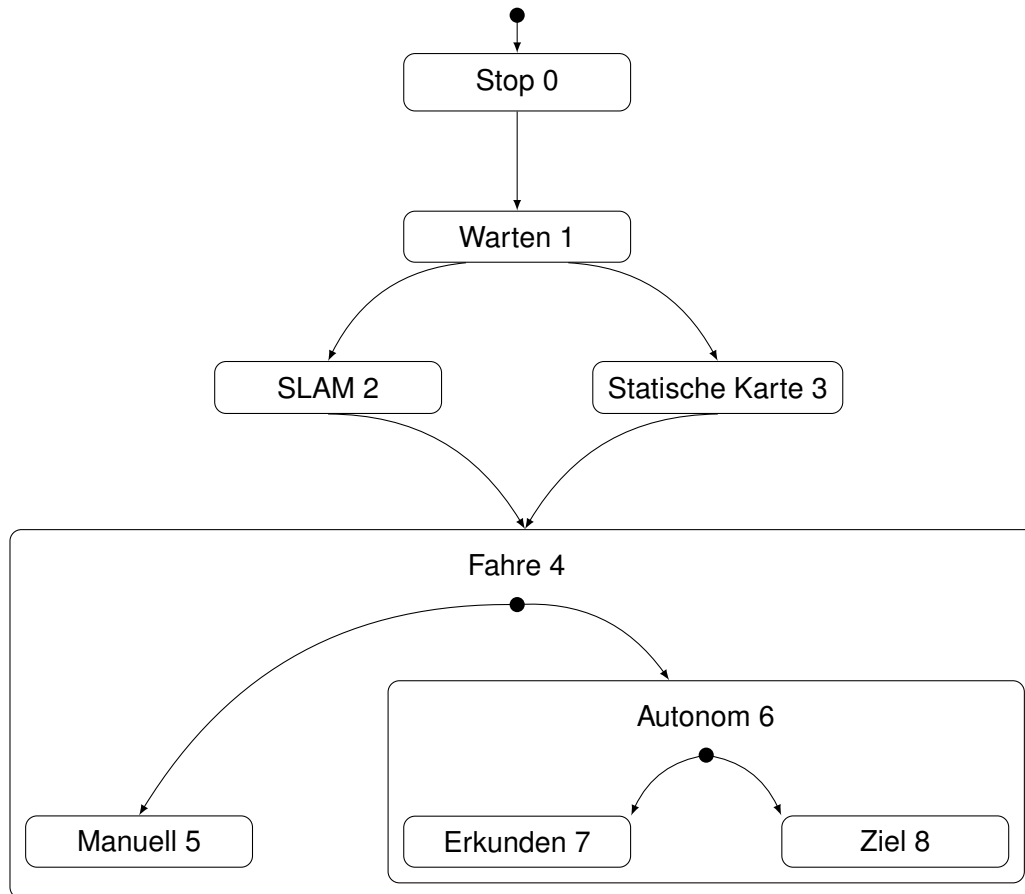 Stop 0
Warten 1
SLAM 2
Statische Karte 3
Fahre 4
Autonom 6
Manuell 5
Erkunden 7
Ziel 8